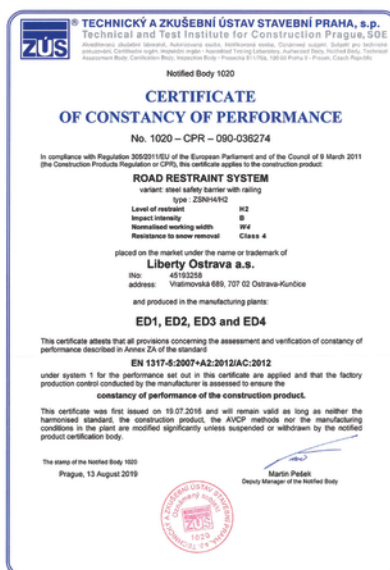 TECHNICKÝ A ZKUŠEBNÍ ÚSTAV STAVEBNÍ PRAHA, s.p.
Technical and Test Institute for Construction Prague, SOE
ZÚS
Notified Body 1020
CERTIFICATE
OF CONSTANCY OF PERFORMANCE
No. 1020 – CPR – 090-036274
In compliance with Regulation 305/2011/EU of the European Parliament and of the Council of 9 March 2011
(the Construction Products Regulation or CPR), this certificate applies to the construction product:
ROAD RESTRAINT SYSTEM
variant: steel safety barrier with railing
type : ZSNH4/H2
Level of restraint H2
Impact intensity B
Normalised working width W4
Resistance to snow removal Class 4
placed on the market under the name or trademark of
Liberty Ostrava a.s.
INo: 45193258
address: Vratimovská 689, 707 02 Ostrava-Kunčice
and produced in the manufacturing plants:
ED1, ED2, ED3 and ED4
This certificate attests that all provisions concerning the assessment and verification of constancy of
performance described in Annex ZA of the standard
EN 1317-5:2007+A2:2012/AC:2012
under system 1 for the performance set out in this certificate are applied and that the factory
production control conducted by the manufacturer is assessed to ensure the
constancy of performance of the construction product.
This certificate was first issued on 19.07.2016 and will remain valid as long as neither the
harmonised standard, the construction product, the AVCP methods nor the manufacturing
conditions in the plant are modified significantly unless suspended or withdrawn by the notified
product certification body.
The stamp of the Notified Body 1020
Prague, 13 August 2019
Martin Pešek
Deputy Manager of the Notified Body
ZÚS
1020